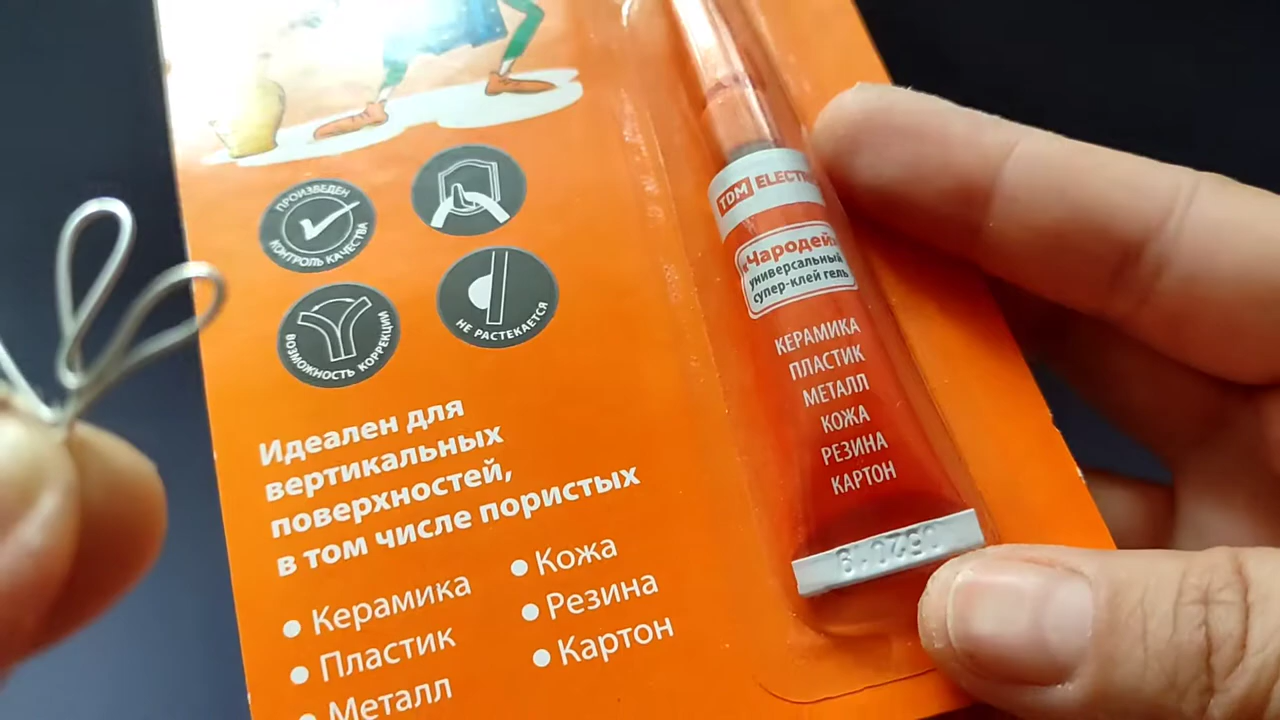 ПРОИЗВЕДЕН
КОНТРОЛЬ КАЧЕСТВА
ВОЗМОЖНОСТЬ КОРРЕКЦИИ
НЕ РАСТЕКАЕТСЯ
Идеален для
вертикальных
поверхностей,
в том числе пористых
Керамика
Пластик
Металл
Кожа
Резина
Картон
TDM
«Чародей»
универсальный
супер-клей гель
КЕРАМИКА
ПЛАСТИК
МЕТАЛЛ
КОЖА
РЕЗИНА
КАРТОН